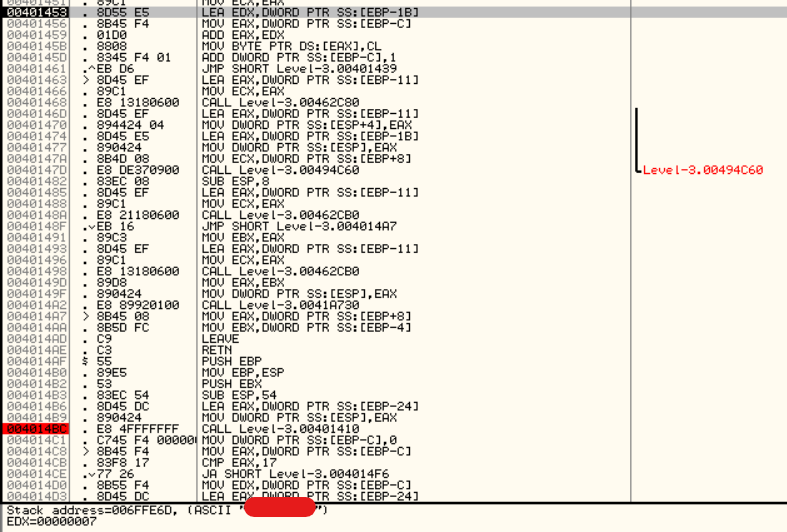 00401451 . 89C1 MOV ECX,EAX
00401453 . 8D55 E5 LEA EDX,DWORD PTR SS:[EBP-1B]
00401456 . 8B45 F4 MOV EAX,DWORD PTR SS:[EBP-C]
00401459 . 01D0 ADD EAX,EDX
0040145B . 8808 MOV BYTE PTR DS:[EAX],CL
0040145D . 8345 F4 01 ADD DWORD PTR SS:[EBP-C],1
00401461 .^EB D6 JMP SHORT Level-3.00401439
00401463 > 8D45 EF LEA EAX,DWORD PTR SS:[EBP-11]
00401466 . 89C1 MOV ECX,EAX
00401468 . E8 13180600 CALL Level-3.00462C80
0040146D . 8D45 EF LEA EAX,DWORD PTR SS:[EBP-11]
00401470 . 894424 04 MOV DWORD PTR SS:[ESP+4],EAX
00401474 . 8D45 E5 LEA EAX,DWORD PTR SS:[EBP-1B]
00401477 . 890424 MOV DWORD PTR SS:[ESP],EAX
0040147A . 8B4D 08 MOV ECX,DWORD PTR SS:[EBP+8]
0040147D . E8 DE370900 CALL Level-3.00494C60 Level-3.00494C60
00401482 . 83EC 08 SUB ESP,8
00401485 . 8D45 EF LEA EAX,DWORD PTR SS:[EBP-11]
00401488 . 89C1 MOV ECX,EAX
0040148A . E8 21180600 CALL Level-3.00462CB0
0040148F .vEB 16 JMP SHORT Level-3.004014A7
00401491 . 89C3 MOV EBX,EAX
00401493 . 8D45 EF LEA EAX,DWORD PTR SS:[EBP-11]
00401496 . 89C1 MOV ECX,EAX
00401498 . E8 13180600 CALL Level-3.00462CB0
0040149D . 89D8 MOV EAX,EBX
0040149F . 890424 MOV DWORD PTR SS:[ESP],EAX
004014A2 . E8 89920100 CALL Level-3.0041A730
004014A7 > 8B45 08 MOV EAX,DWORD PTR SS:[EBP+8]
004014AA . 8B5D FC MOV EBX,DWORD PTR SS:[EBP-4]
004014AD . C9 LEAVE
004014AE . C3 RETN
004014AF $ 55 PUSH EBP
004014B0 . 89E5 MOV EBP,ESP
004014B2 . 53 PUSH EBX
004014B3 . 83EC 54 SUB ESP,54
004014B6 . 8D45 DC LEA EAX,DWORD PTR SS:[EBP-24]
004014B9 . 890424 MOV DWORD PTR SS:[ESP],EAX
004014BC . E8 4FFFFFFF CALL Level-3.00401410
004014C1 . C745 F4 00000 MOV DWORD PTR SS:[EBP-C],0
004014C8 > 8B45 F4 MOV EAX,DWORD PTR SS:[EBP-C]
004014CB . 83F8 17 CMP EAX,17
004014CE .v77 26 JA SHORT Level-3.004014F6
004014D0 . 8B55 F4 MOV EDX,DWORD PTR SS:[EBP-C]
004014D3 . 8D45 DC LEA EAX,DWORD PTR SS:[EBP-24]
Stack address=006FFE6D, (ASCII " ")
EDX=00000007